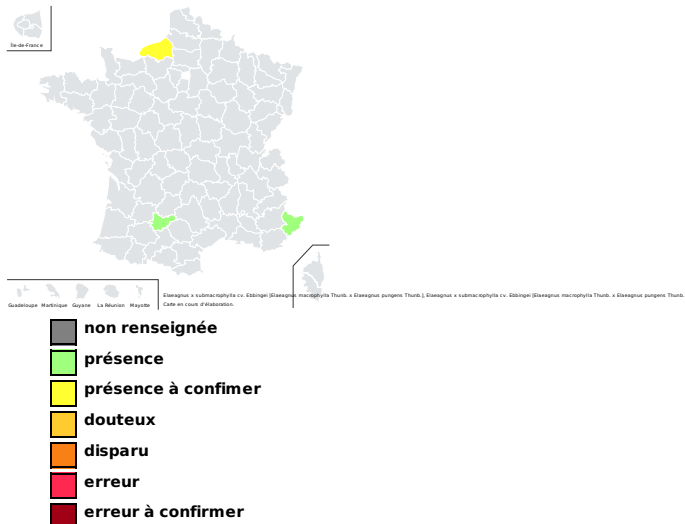 Île-de-France
Guadeloupe Martinique Guyane La Réunion Mayotte
Elaeagnus x submacrophylla cv. Ebbingei [Elaeagnus macrophylla Thunb. x Elaeagnus pungens Thunb.], Elaeagnus x submacrophylla cv. Ebbingei [Elaeagnus macrophylla Thunb. x Elaeagnus pungens Thunb.
Carte en cours d'élaboration.
non renseignée
présence
présence à confimer
douteux
disparu
erreur
erreur à confirmer